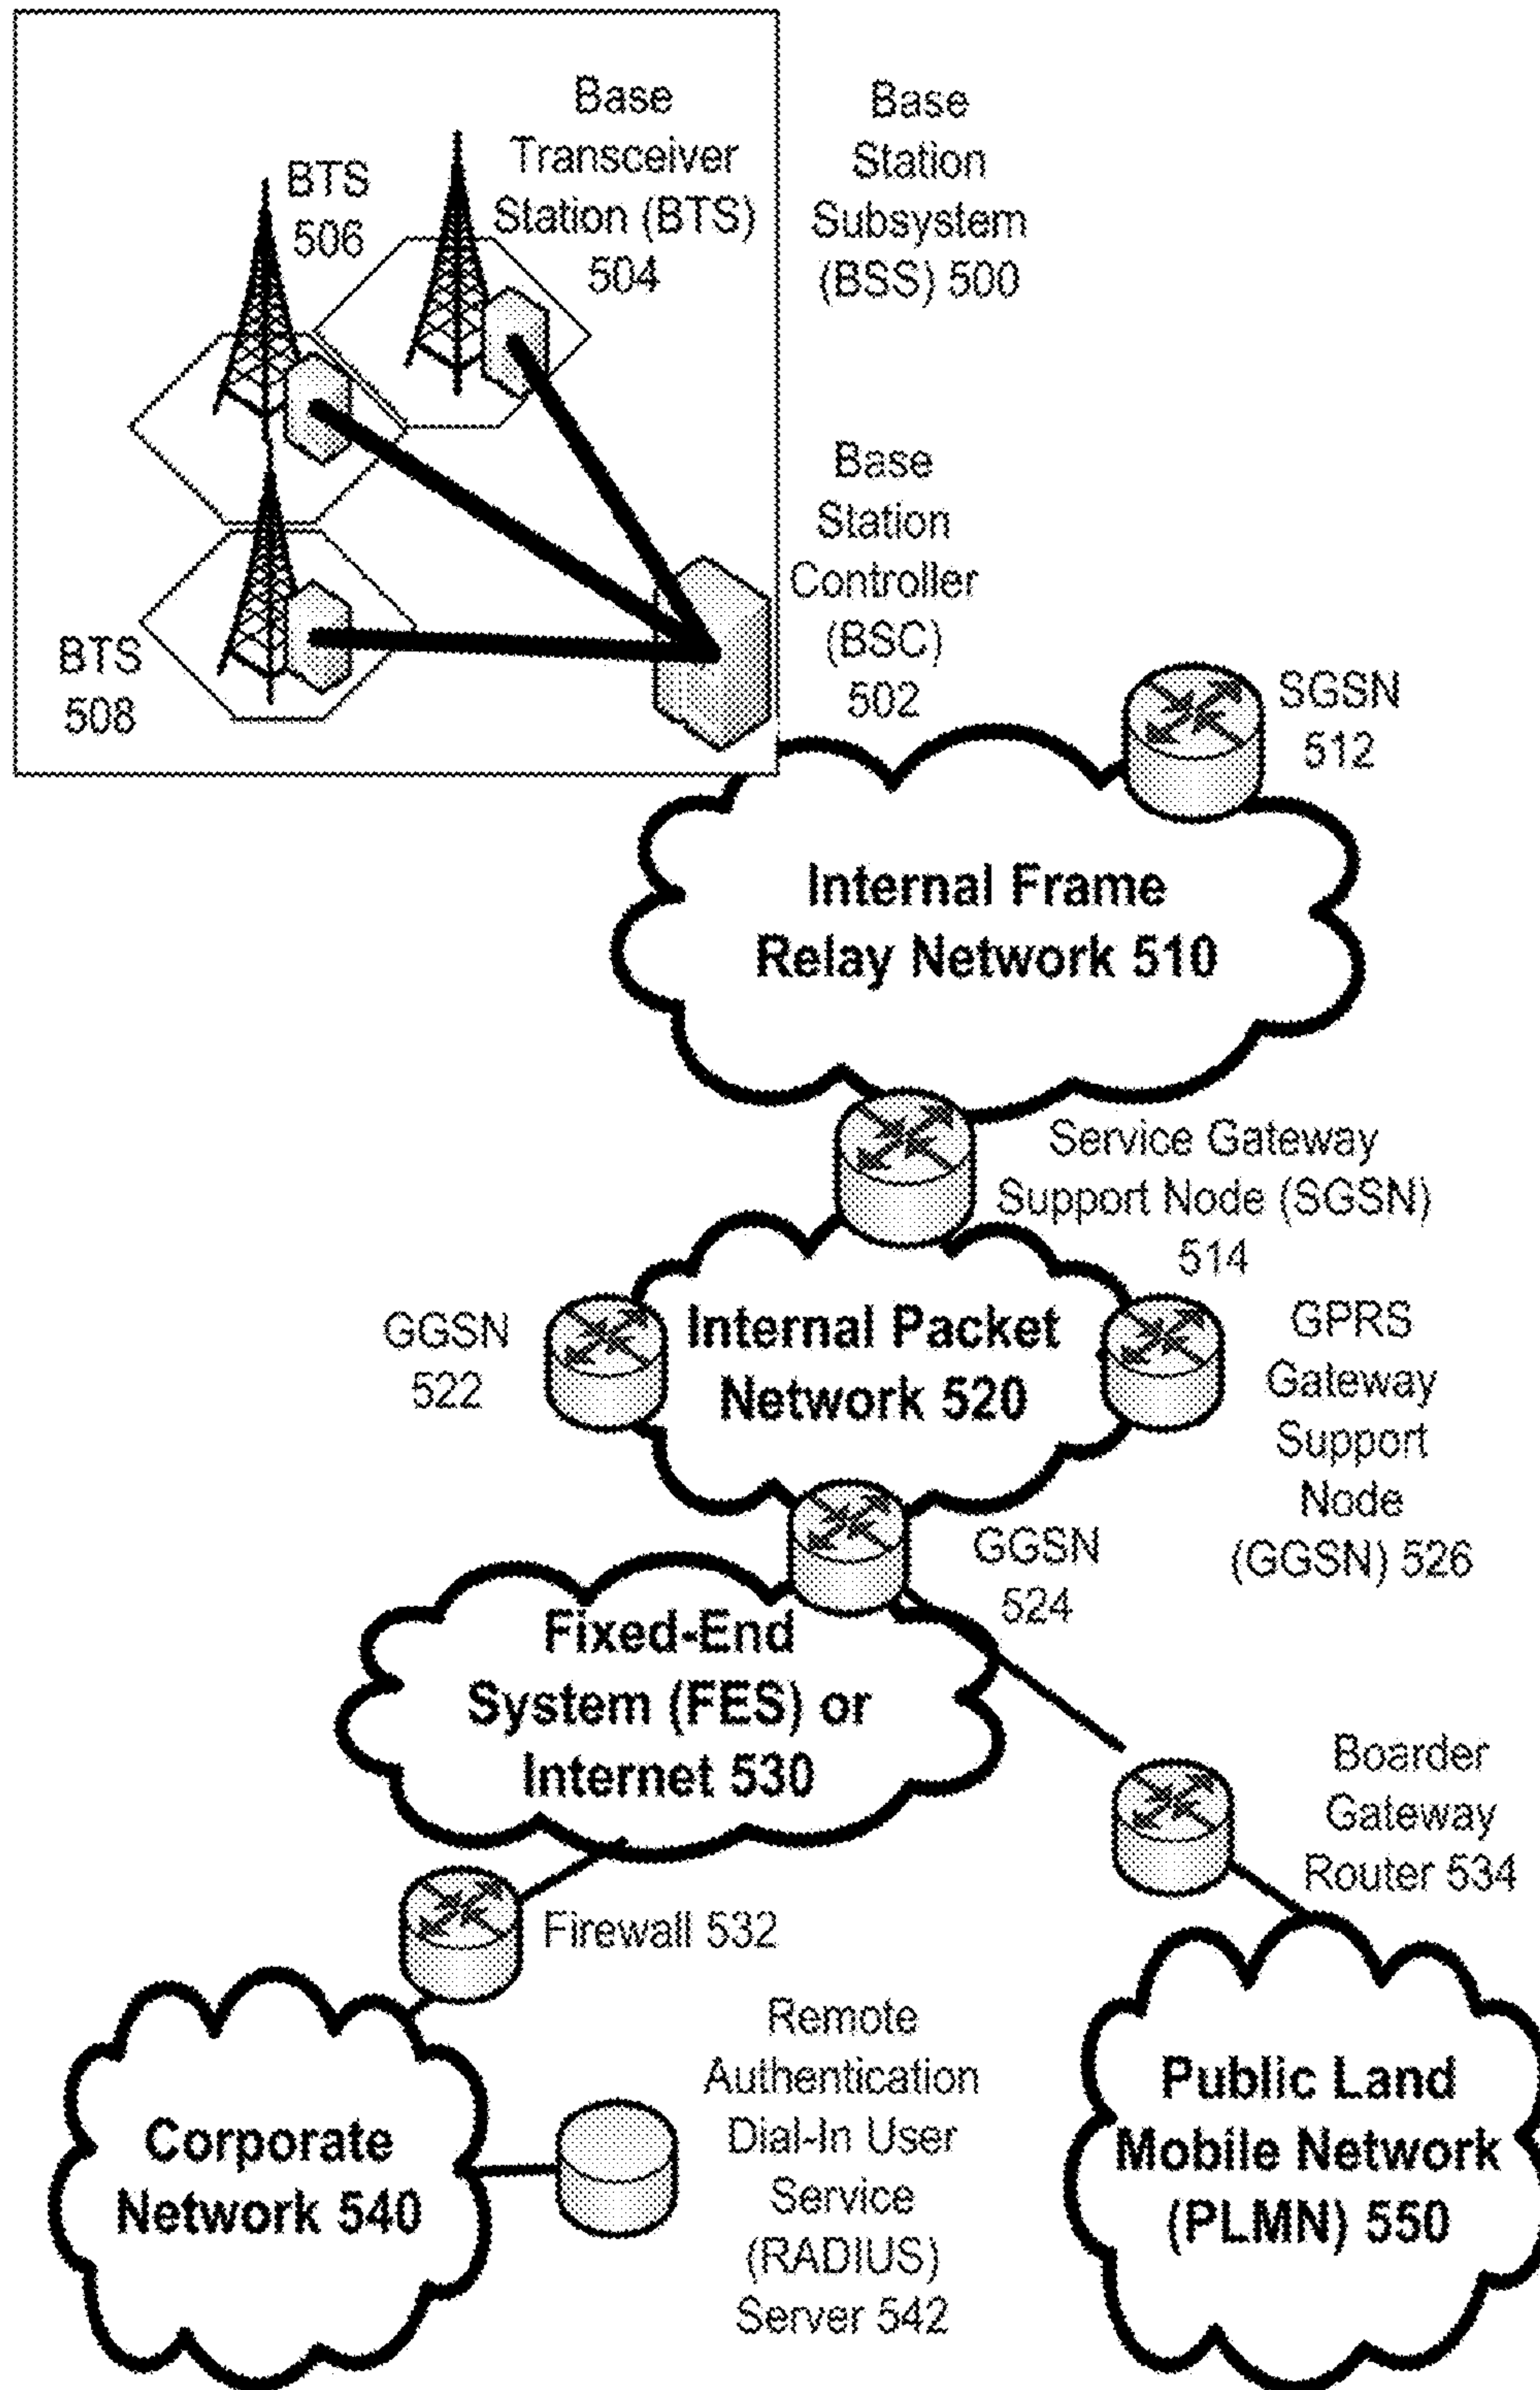 Base
Transceiver
Station (BTS)
504
BTS
506
Base
Station
Subsystem
(BSS) 500
BTS
508
Base
Station
Controller
(BSC)
502
SGSN
512
Internal Frame
Relay Network 510
Service Gateway
Support Node (SGSN)
514
GGSN
522
Internal Packet
Network 520
GPRS
Gateway
Support
Node
(GGSN) 526
GGSN
524
Fixed-End
System (FES) or
Internet 530
Boarder
Gateway
Router 534
Firewall 532
Remote
Authentication
Dial-In User
Service
(RADIUS)
Server 542
Corporate
Network 540
Public Land
Mobile Network
(PLMN) 550